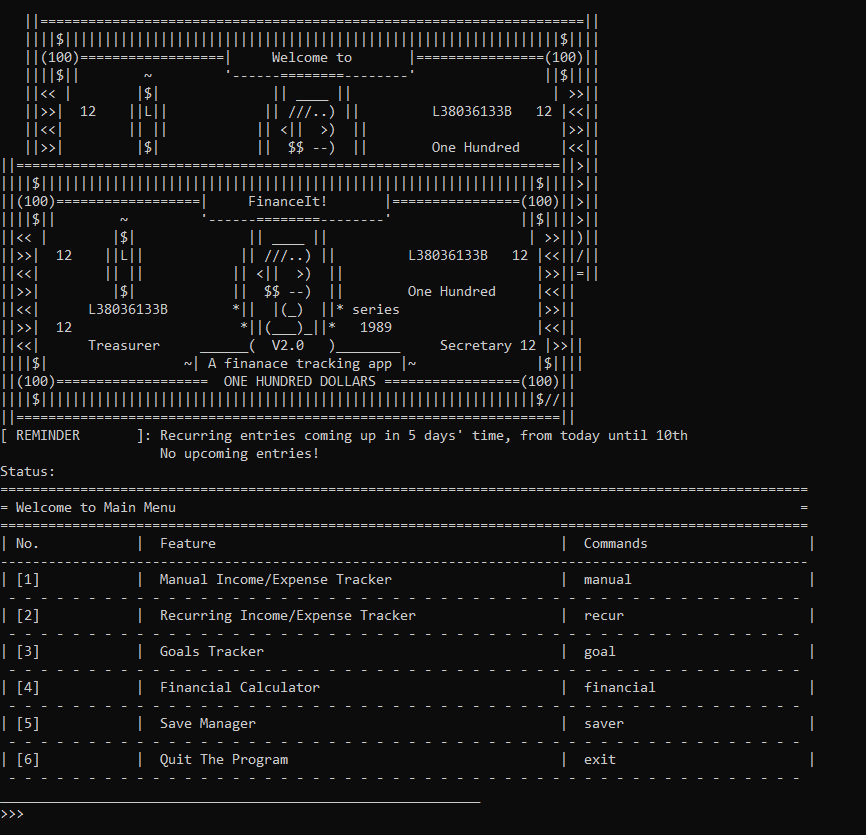 ||====================================================================||
||||$||||||||||||||||||||||||||||||||||||||||||||||||||||||||||||||$||||
||(100)==================|     Welcome to       |================(100)||
||||$||        ~         '------========--------'                ||$||||
||<< |        |$|              || ____ ||                         | >>||
||>>|  12    ||L||            || ///..) ||         L38036133B   12 |<<||
||<<|        || ||           || <||  >)  ||                        |>>||
||>>|         |$|            ||  $$ --)  ||        One Hundred     |<<||
||====================================================================||>||
||||$||||||||||||||||||||||||||||||||||||||||||||||||||||||||||||||$||||>||
||(100)==================|     FinanceIt!       |================(100)||>||
||||$||        ~         '------========--------'                ||$||||>||
||<< |        |$|              || ____ ||                         | >>||)||
||>>|  12    ||L||            || ///..) ||         L38036133B   12 |<<||/||
||<<|        || ||           || <||  >)  ||                        |>>||=||
||>>|         |$|            ||  $$ --)  ||        One Hundred     |<<||
||<<|      L38036133B        *||  |(_)  ||* series                 |>>||
||>>|  12                     *||(___)_||*   1989                  |<<||
||<<|      Treasurer     ______(  V2.0   )________     Secretary 12 |>>||
||||$|                 ~| A finanace tracking app |~               |$||||
||(100)===================  ONE HUNDRED DOLLARS =================(100)||
||||$||||||||||||||||||||||||||||||||||||||||||||||||||||||||||||||$//||
||====================================================================||
[ REMINDER       ]: Recurring entries coming up in 5 days' time, from today until 10th
No upcoming entries!
Status:
=====================================================================================================
= Welcome to Main Menu                                                                              =
=====================================================================================================
| No.            |  Feature                                           |  Commands                    |
-----------------------------------------------------------------------------------------------------
| [1]            |  Manual Income/Expense Tracker                     |  manual                      |
- - - - - - - - - - - - - - - - - - - - - - - - - - - - - - - - - - - - - - - - - - - - - - - - - -
| [2]            |  Recurring Income/Expense Tracker                  |  recur                       |
- - - - - - - - - - - - - - - - - - - - - - - - - - - - - - - - - - - - - - - - - - - - - - - - - -
| [3]            |  Goals Tracker                                     |  goal                        |
- - - - - - - - - - - - - - - - - - - - - - - - - - - - - - - - - - - - - - - - - - - - - - - - - -
| [4]            |  Financial Calculator                              |  financial                   |
- - - - - - - - - - - - - - - - - - - - - - - - - - - - - - - - - - - - - - - - - - - - - - - - - -
| [5]            |  Save Manager                                      |  saver                       |
- - - - - - - - - - - - - - - - - - - - - - - - - - - - - - - - - - - - - - - - - - - - - - - - - -
| [6]            |  Quit The Program                                  |  exit                        |
- - - - - - - - - - - - - - - - - - - - - - - - - - - - - - - - - - - - - - - - - - - - - - - - - -
____________________________________________________________
>>>